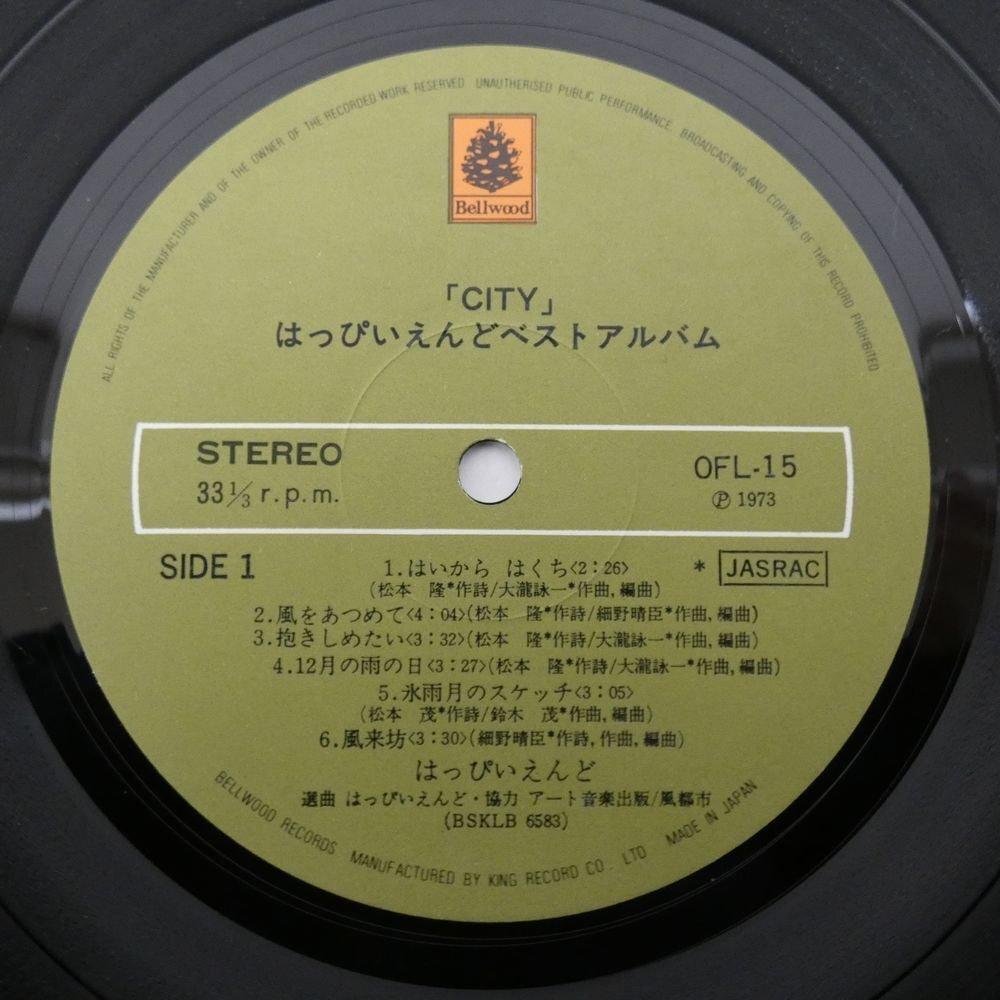 ALL RIGHTS OF THE MANUFACTURER AND OF THE OWNER OF THE RECORDED WORK RESERVED UNAUTHORISED PUBLIC PERFORMANCE BROADCASTING AND COPYING OF THIS RECORD PROHIBITED
Bellwood
「CITY」
はっぴいえんどベストアルバム
STEREO
33 1/3 r.p.m.
OFL-15
Ⓟ 1973
SIDE 1
* JASRAC
1.はいから はくち<2:26>
(松本 隆*作詩/大瀧詠一*作曲,編曲)
2.風をあつめて<4:04>(松本 隆*作詩/細野晴臣*作曲,編曲)
3.抱きしめたい<3:32>(松本 隆*作詩/大瀧詠一*作曲,編曲)
4.12月の雨の日<3:27>(松本 隆*作詩/大瀧詠一*作曲,編曲)
5.氷雨月のスケッチ<3:05>
(松本 茂*作詩/鈴木 茂*作曲,編曲)
6.風来坊<3:30>(細野晴臣*作詩,作曲,編曲)
はっぴいえんど
選曲 はっぴいえんど・協力 アート音楽出版/風都市
(BSKLB 6583)
BELLWOOD RECORDS MANUFACTURED BY KING RECORD CO. LTD MADE IN JAPAN